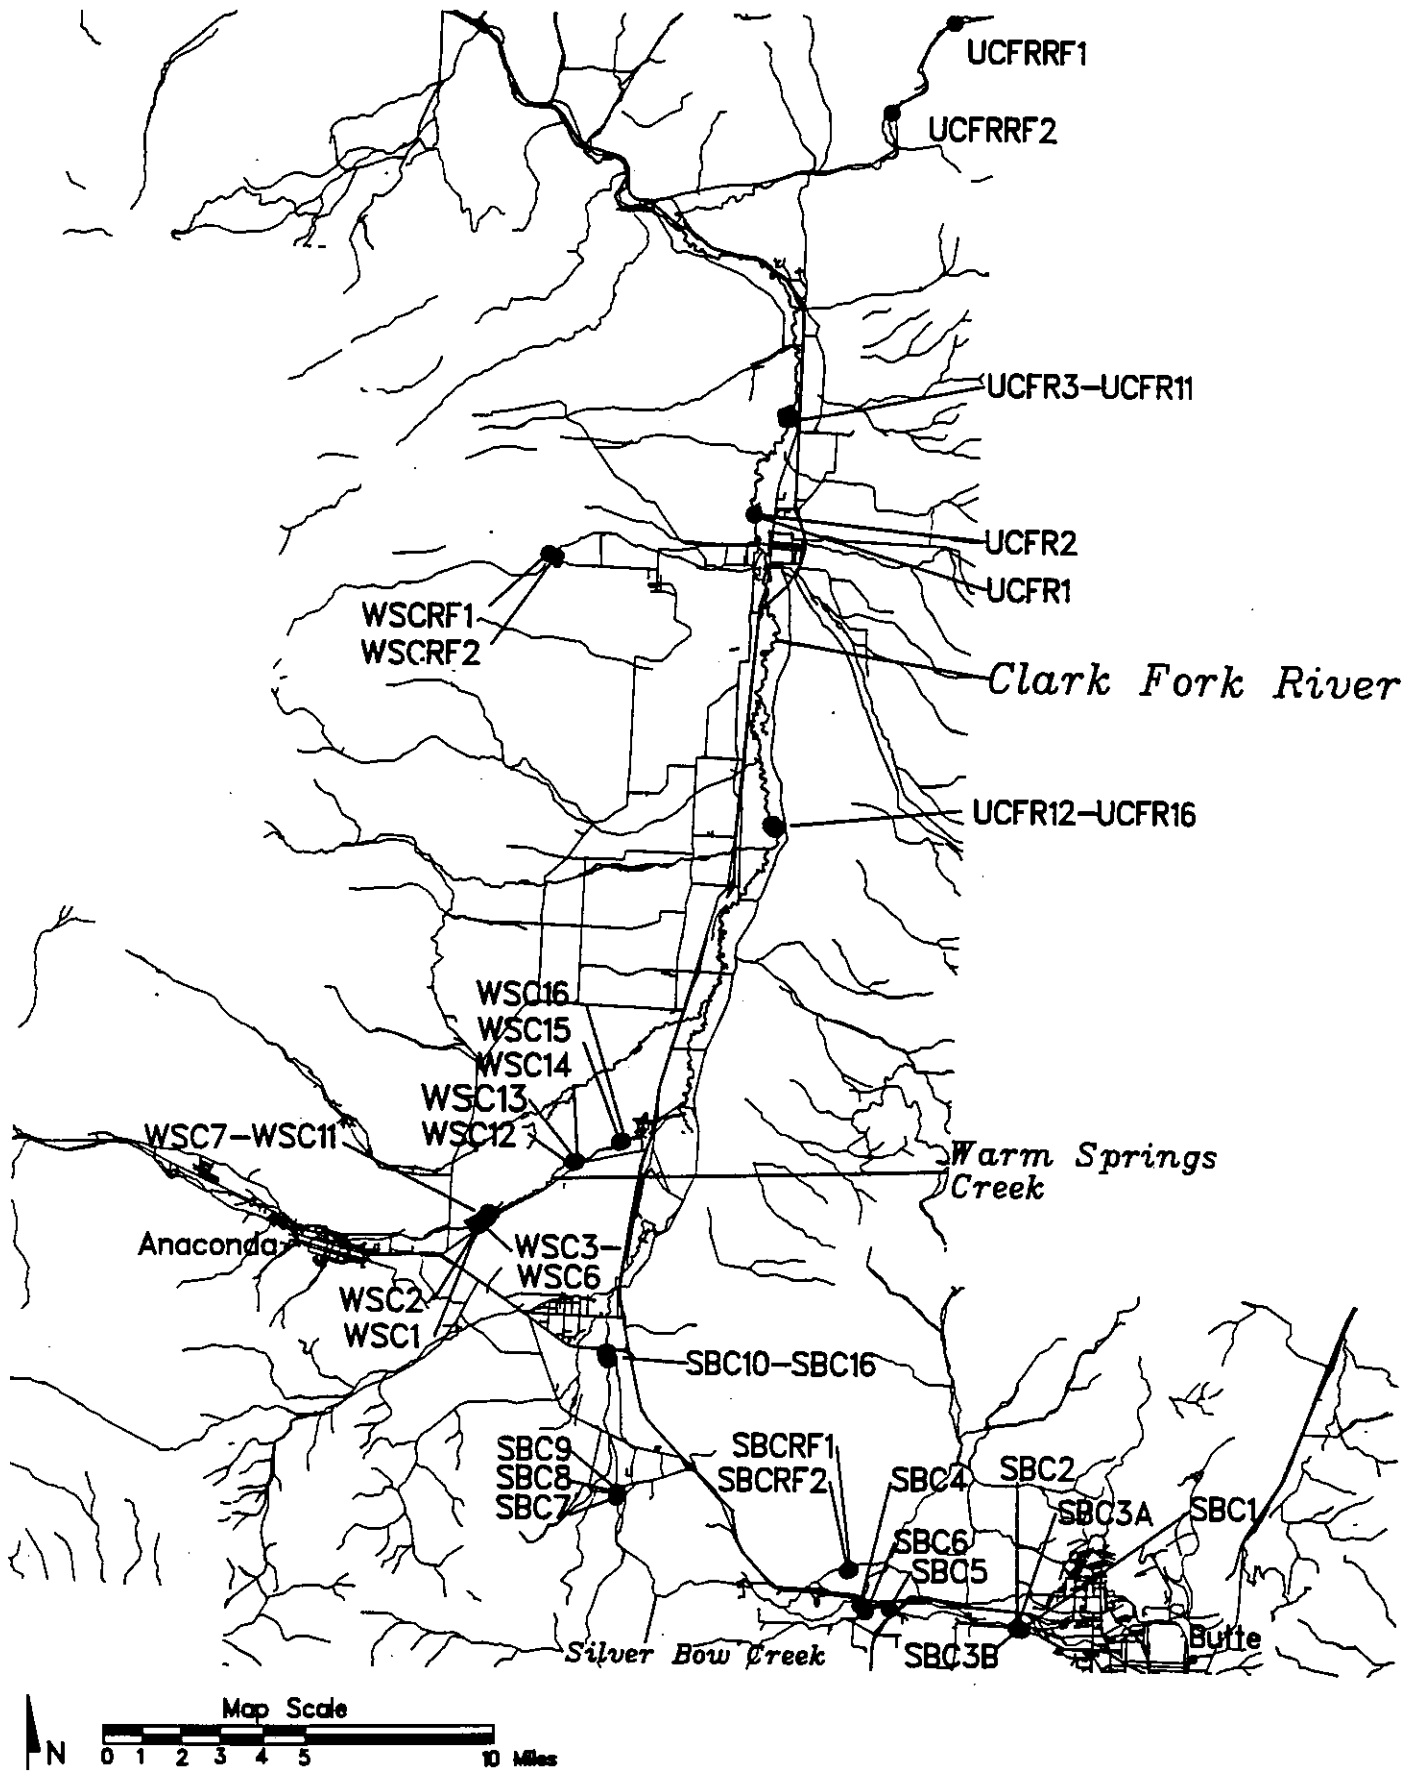 UCFRRF1
UCFRRF2
UCFR3-UCFR11
UCFR2
UCFR1
WSCRF1
WSCRF2
Clark Fork River
UCFR12-UCFR16
WSC16
WSC15
WSC14
WSC13
WSC12
WSC7-WSC11
Warm Springs
Creek
Anaconda
WSC3-
WSC6
WSC2
WSC1
SBC10-SBC16
SBC9
SBC8
SBC7
SBCRF1
SBCRF2
SBC4
SBC2
SBC3A
SBC1
SBC6
SBC5
Silver Bow Creek
SBC3B
Butte
Map Scale
N
0 1 2 3 4 5 10 Miles